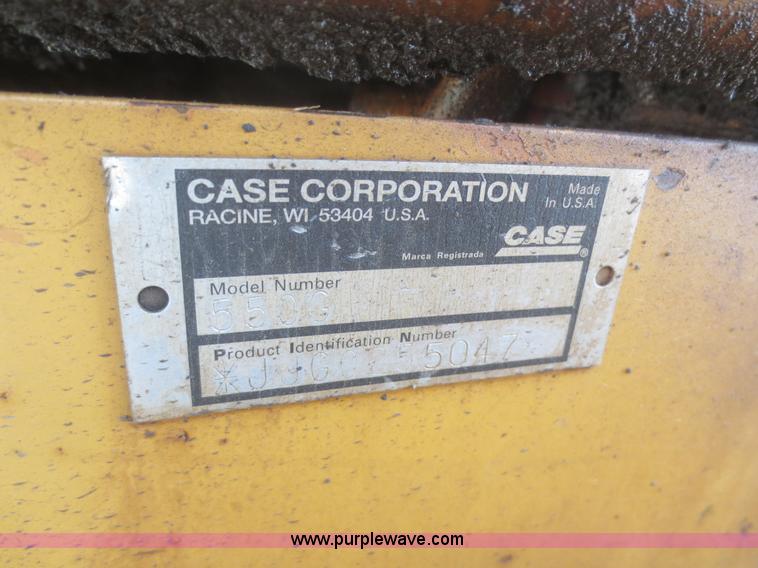 CASE CORPORATION
RACINE, WI 53404 U.S.A.
Made
In U.S.A.
CASE ®
Marca Registrada
Model Number
550G
Product Identification Number
www.purplewave.com